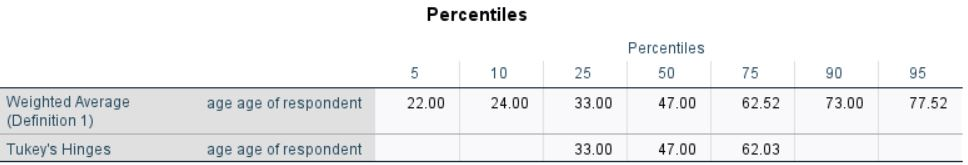 Percentiles
Percentiles
5 10 25 50 75 90 95
Weighted Average age age of respondent 22.00 24.00 33.00 47.00 62.52 73.00 77.52
(Definition 1)
Tukey's Hinges age age of respondent 33.00 47.00 62.03